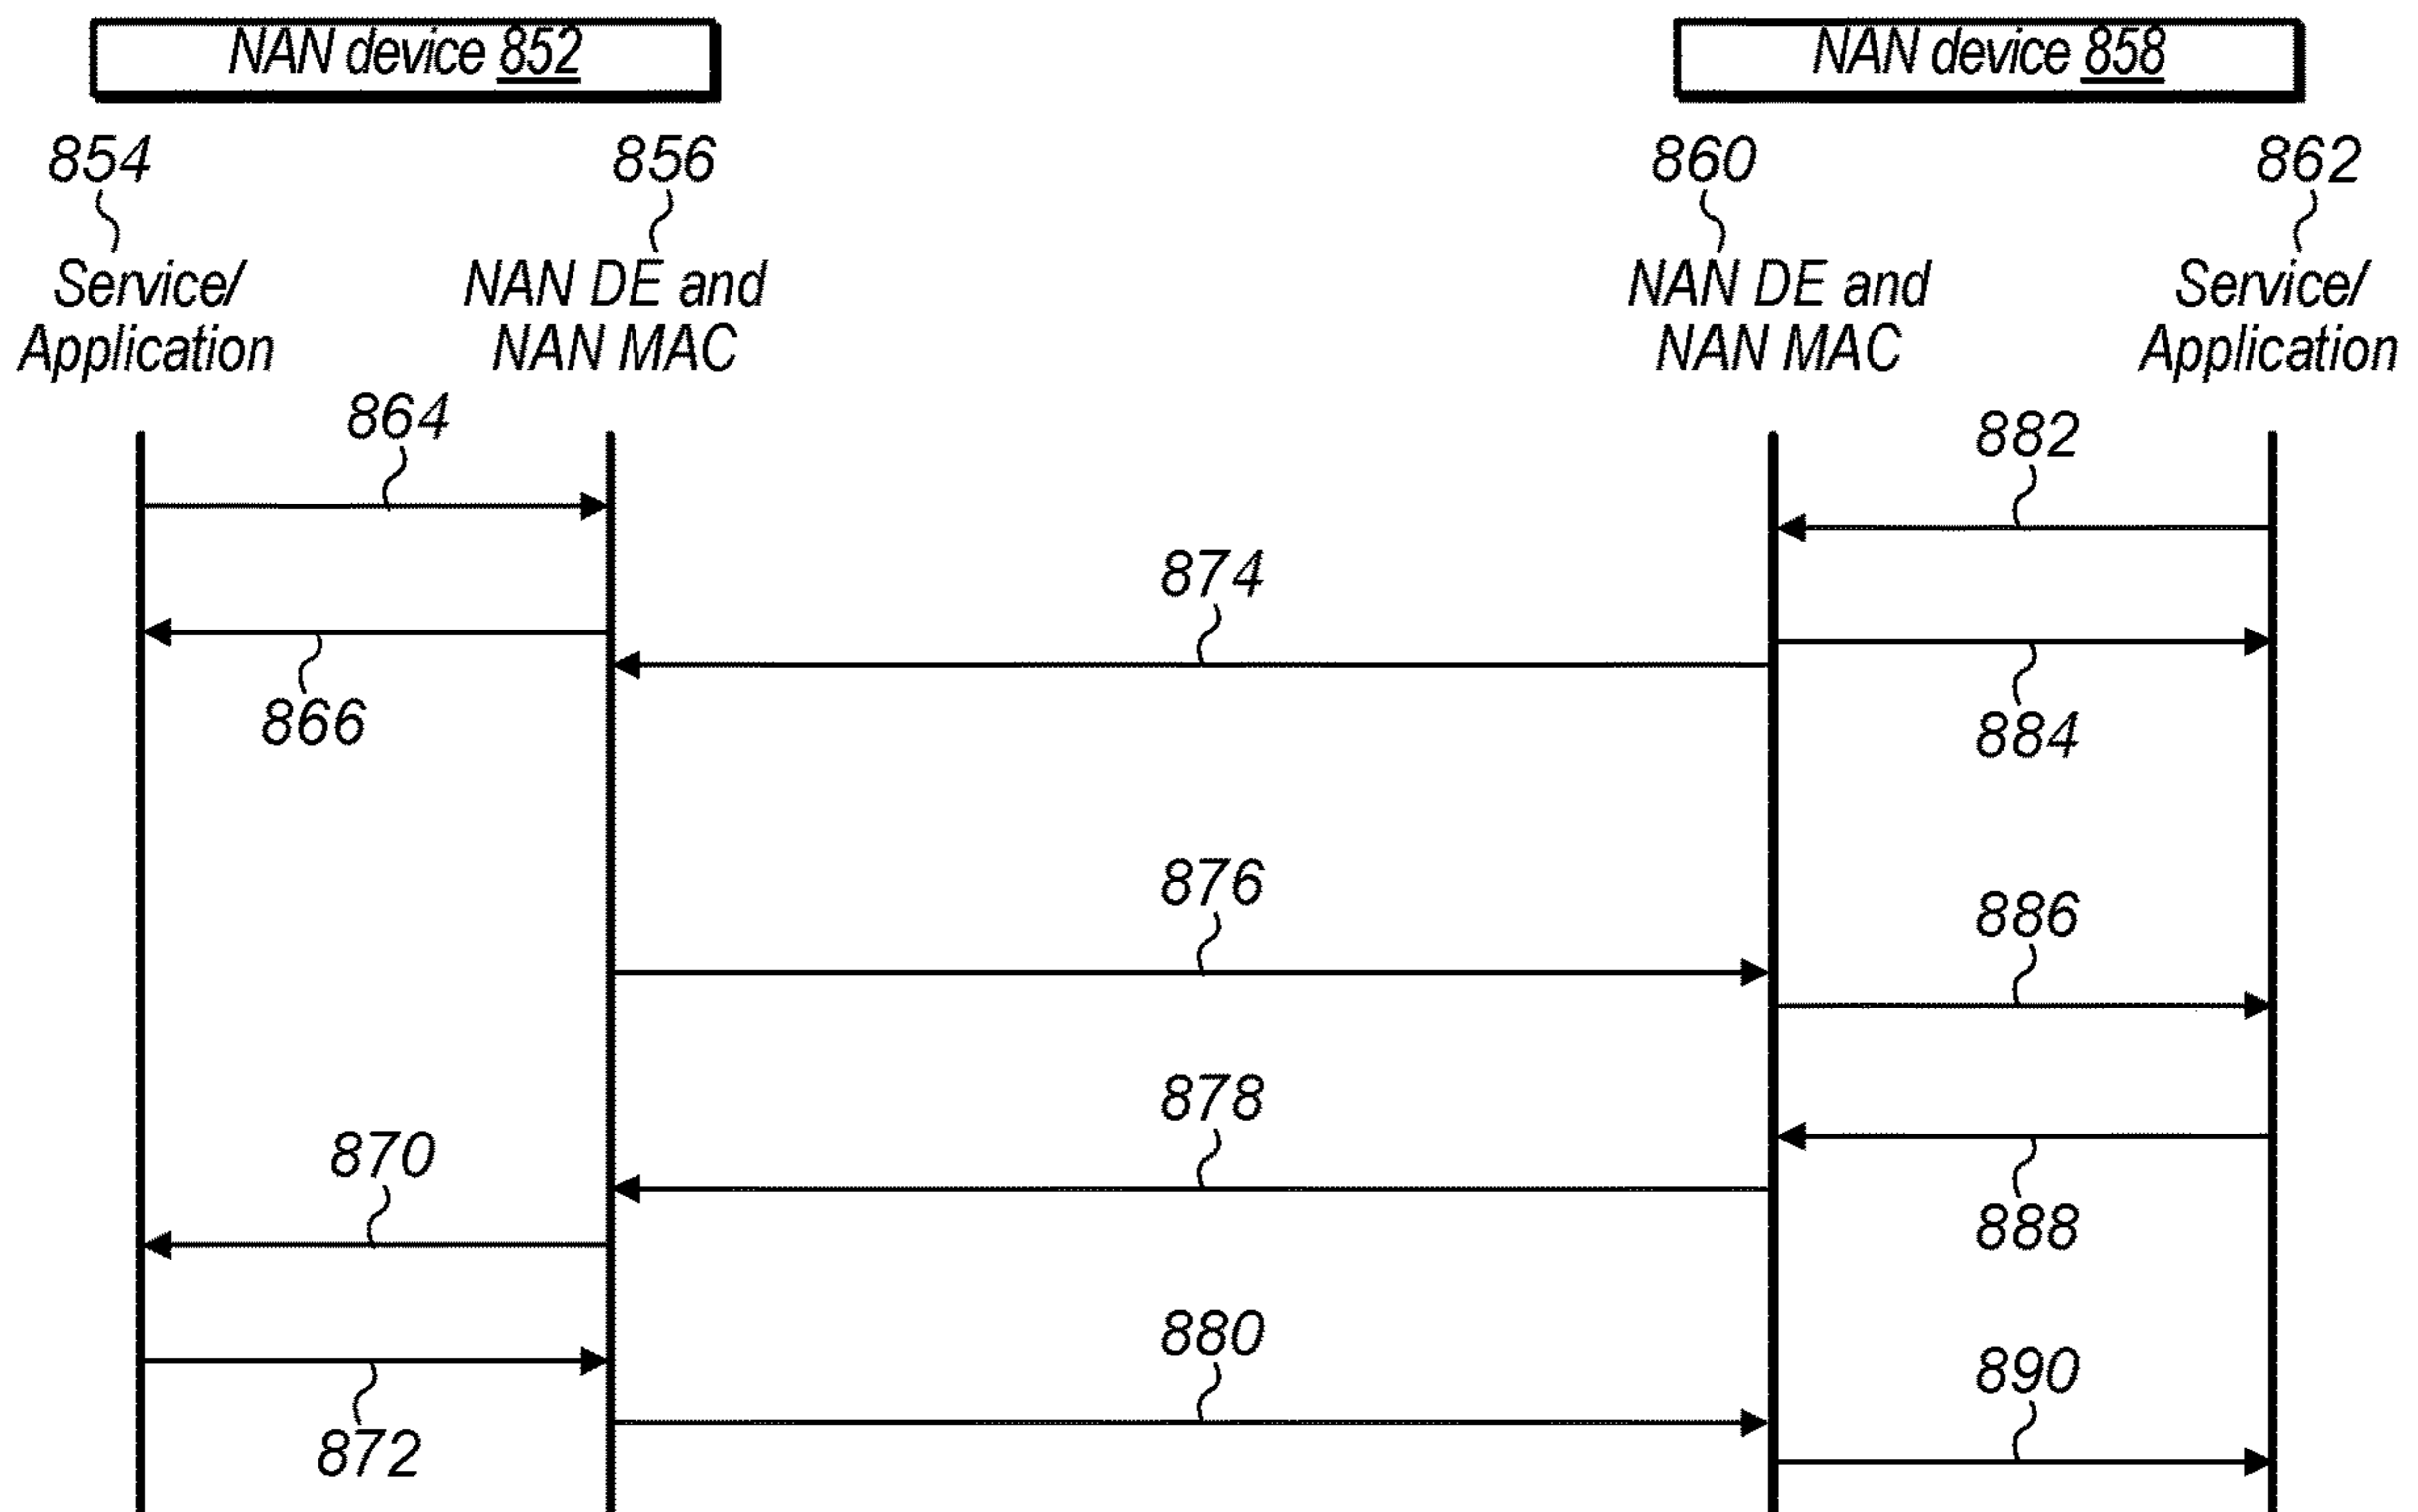 NAN device 852
NAN device 858
854
856
860
862
Service/
Application
NAN DE and
NAN MAC
NAN DE and
NAN MAC
Service/
Application
864
882
874
866
884
876
886
878
870
888
880
890
872